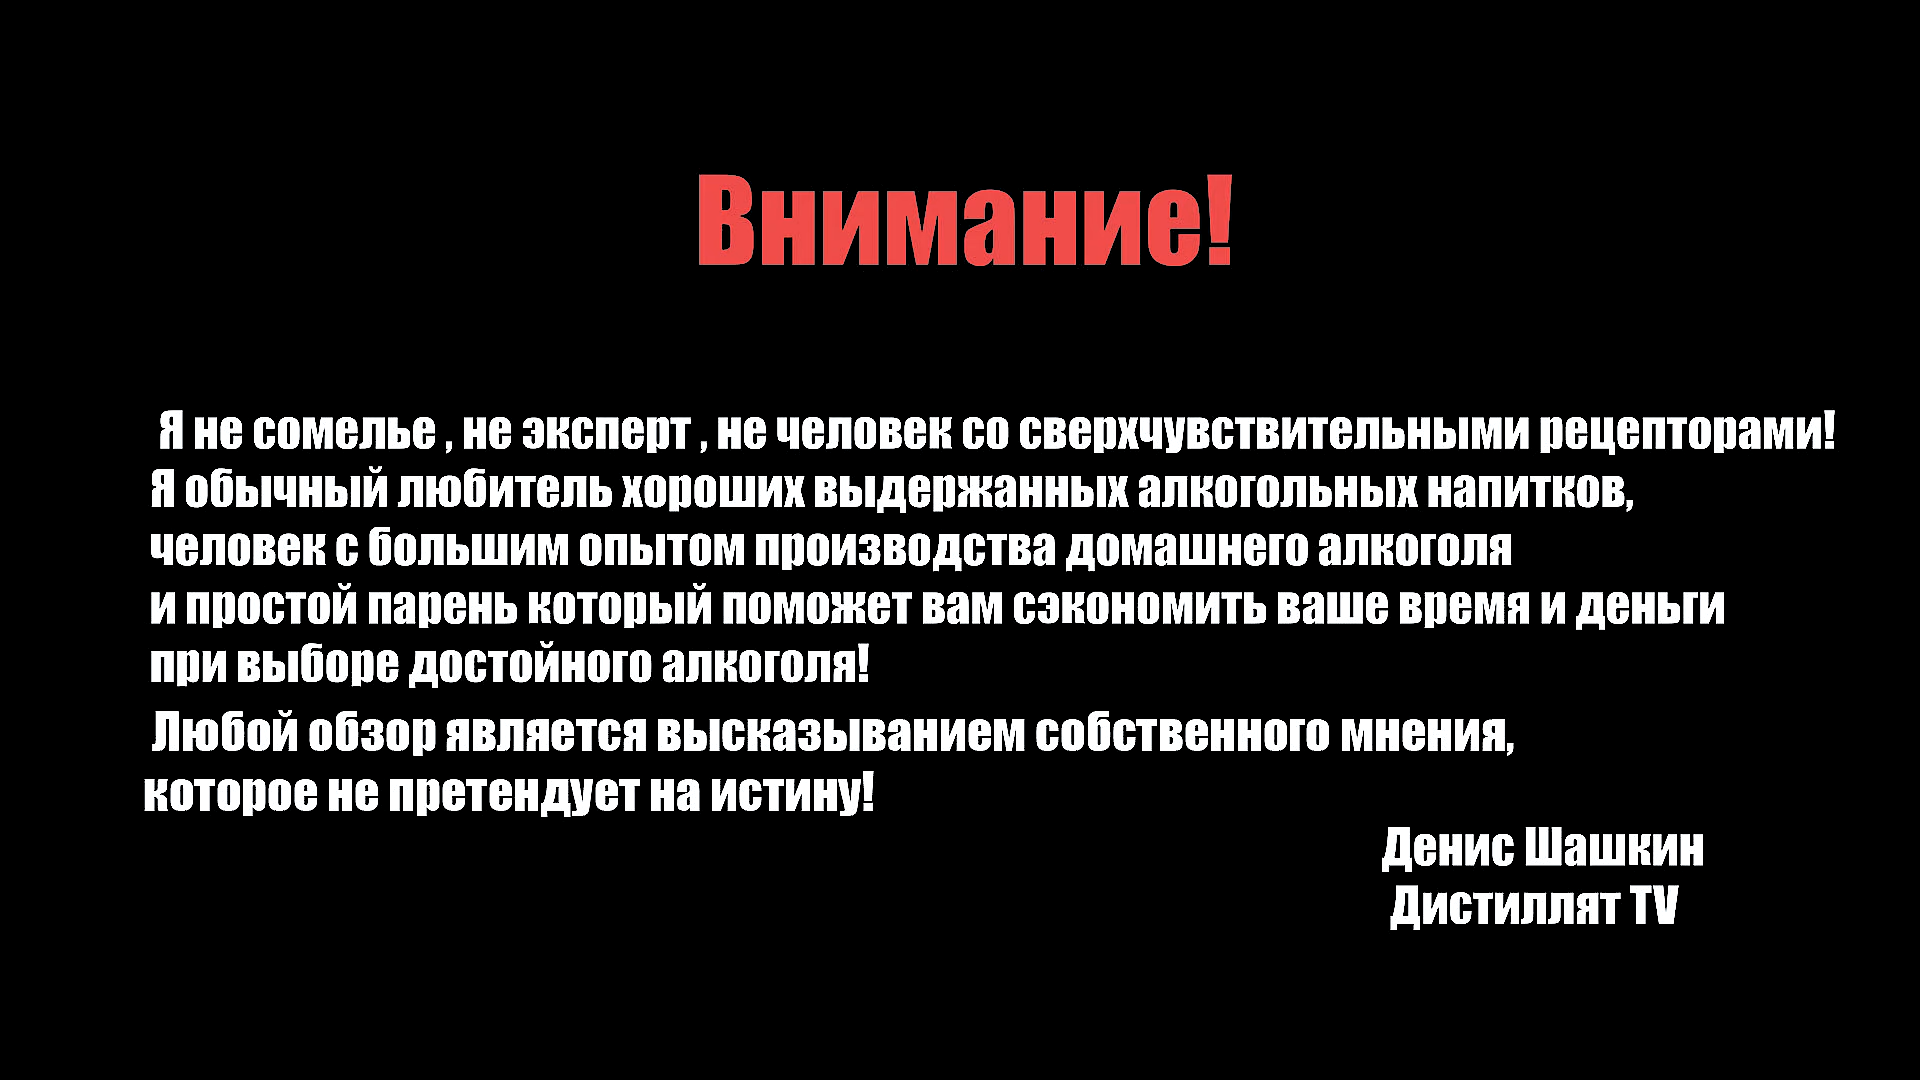 Внимание!
Я не сомелье , не эксперт , не человек со сверхчувствительными рецепторами!
Я обычный любитель хороших выдержанных алкогольных напитков,
человек с большим опытом производства домашнего алкоголя
и простой парень который поможет вам сэкономить ваше время и деньги
при выборе достойного алкоголя!
Любой обзор является высказыванием собственного мнения,
которое не претендует на истину!
Денис Шашкин
Дистиллят TV